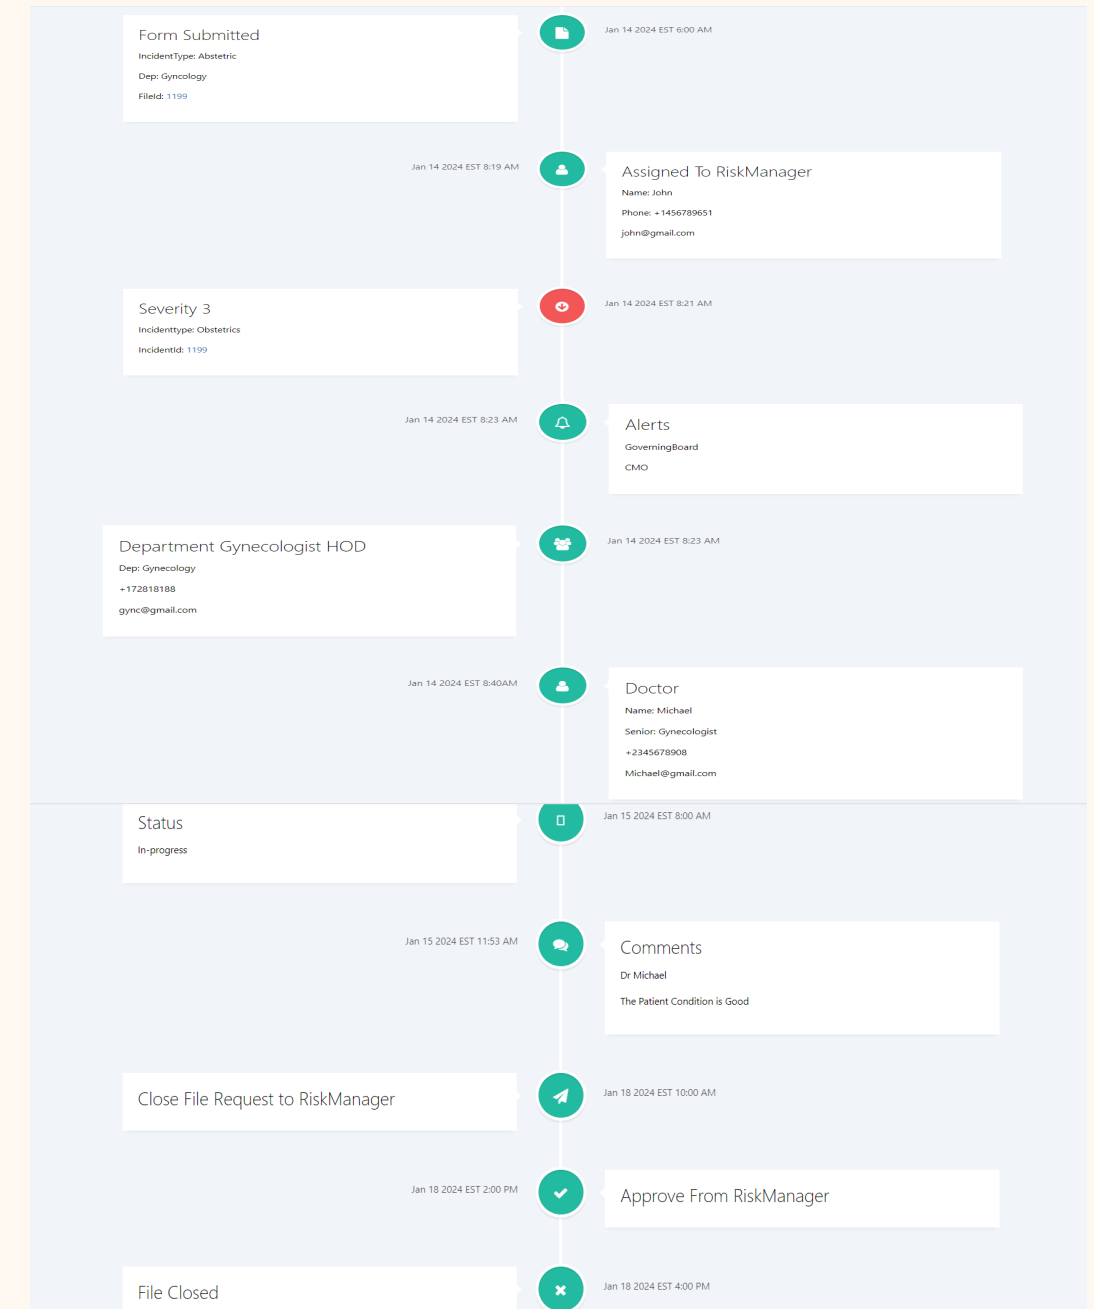 Form Submitted
IncidentType: Abstetric
Dep: Gyncology
FileId: 1199
Jan 14 2024 EST 6:00 AM
Jan 14 2024 EST 8:19 AM
Assigned To RiskManager
Name: John
Phone: +1456789651
john@gmail.com
Severity 3
Incidenttype: Obstetrics
IncidentId: 1199
Jan 14 2024 EST 8:21 AM
Jan 14 2024 EST 8:23 AM
Alerts
GoverningBoard
CMO
Department Gynecologist HOD
Dep: Gynecology
+172818188
gync@gmail.com
Jan 14 2024 EST 8:23 AM
Jan 14 2024 EST 8:40AM
Doctor
Name: Michael
Senior: Gynecologist
+2345678908
Michael@gmail.com
Status
In-progress
Jan 15 2024 EST 8:00 AM
Jan 15 2024 EST 11:53 AM
Comments
Dr Michael
The Patient Condition is Good
Close File Request to RiskManager
Jan 18 2024 EST 10:00 AM
Jan 18 2024 EST 2:00 PM
Approve From RiskManager
File Closed
Jan 18 2024 EST 4:00 PM